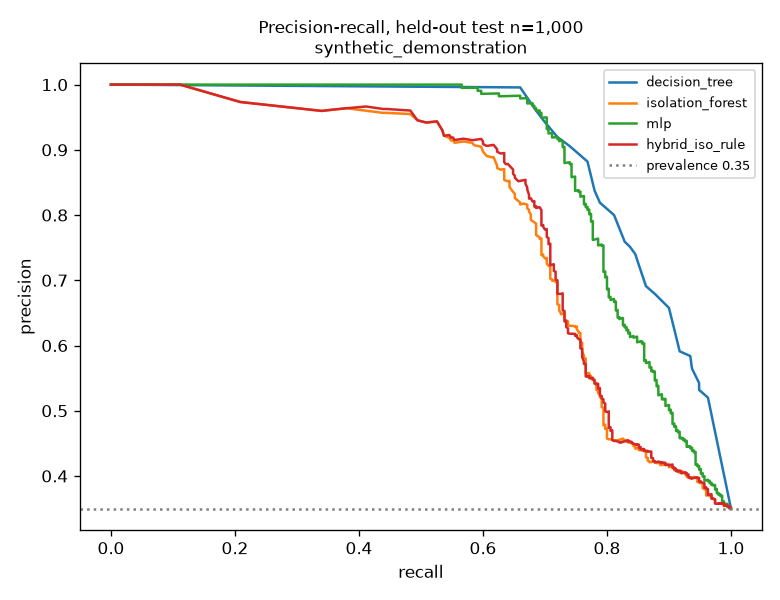 Precision-recall, held-out test n=1,000
synthetic_demonstration
decision_tree
isolation_forest
mlp
hybrid_iso_rule
prevalence 0.35
precision
1.0
0.9
0.8
0.7
0.6
0.5
0.4
0.0 0.2 0.4 0.6 0.8 1.0
recall